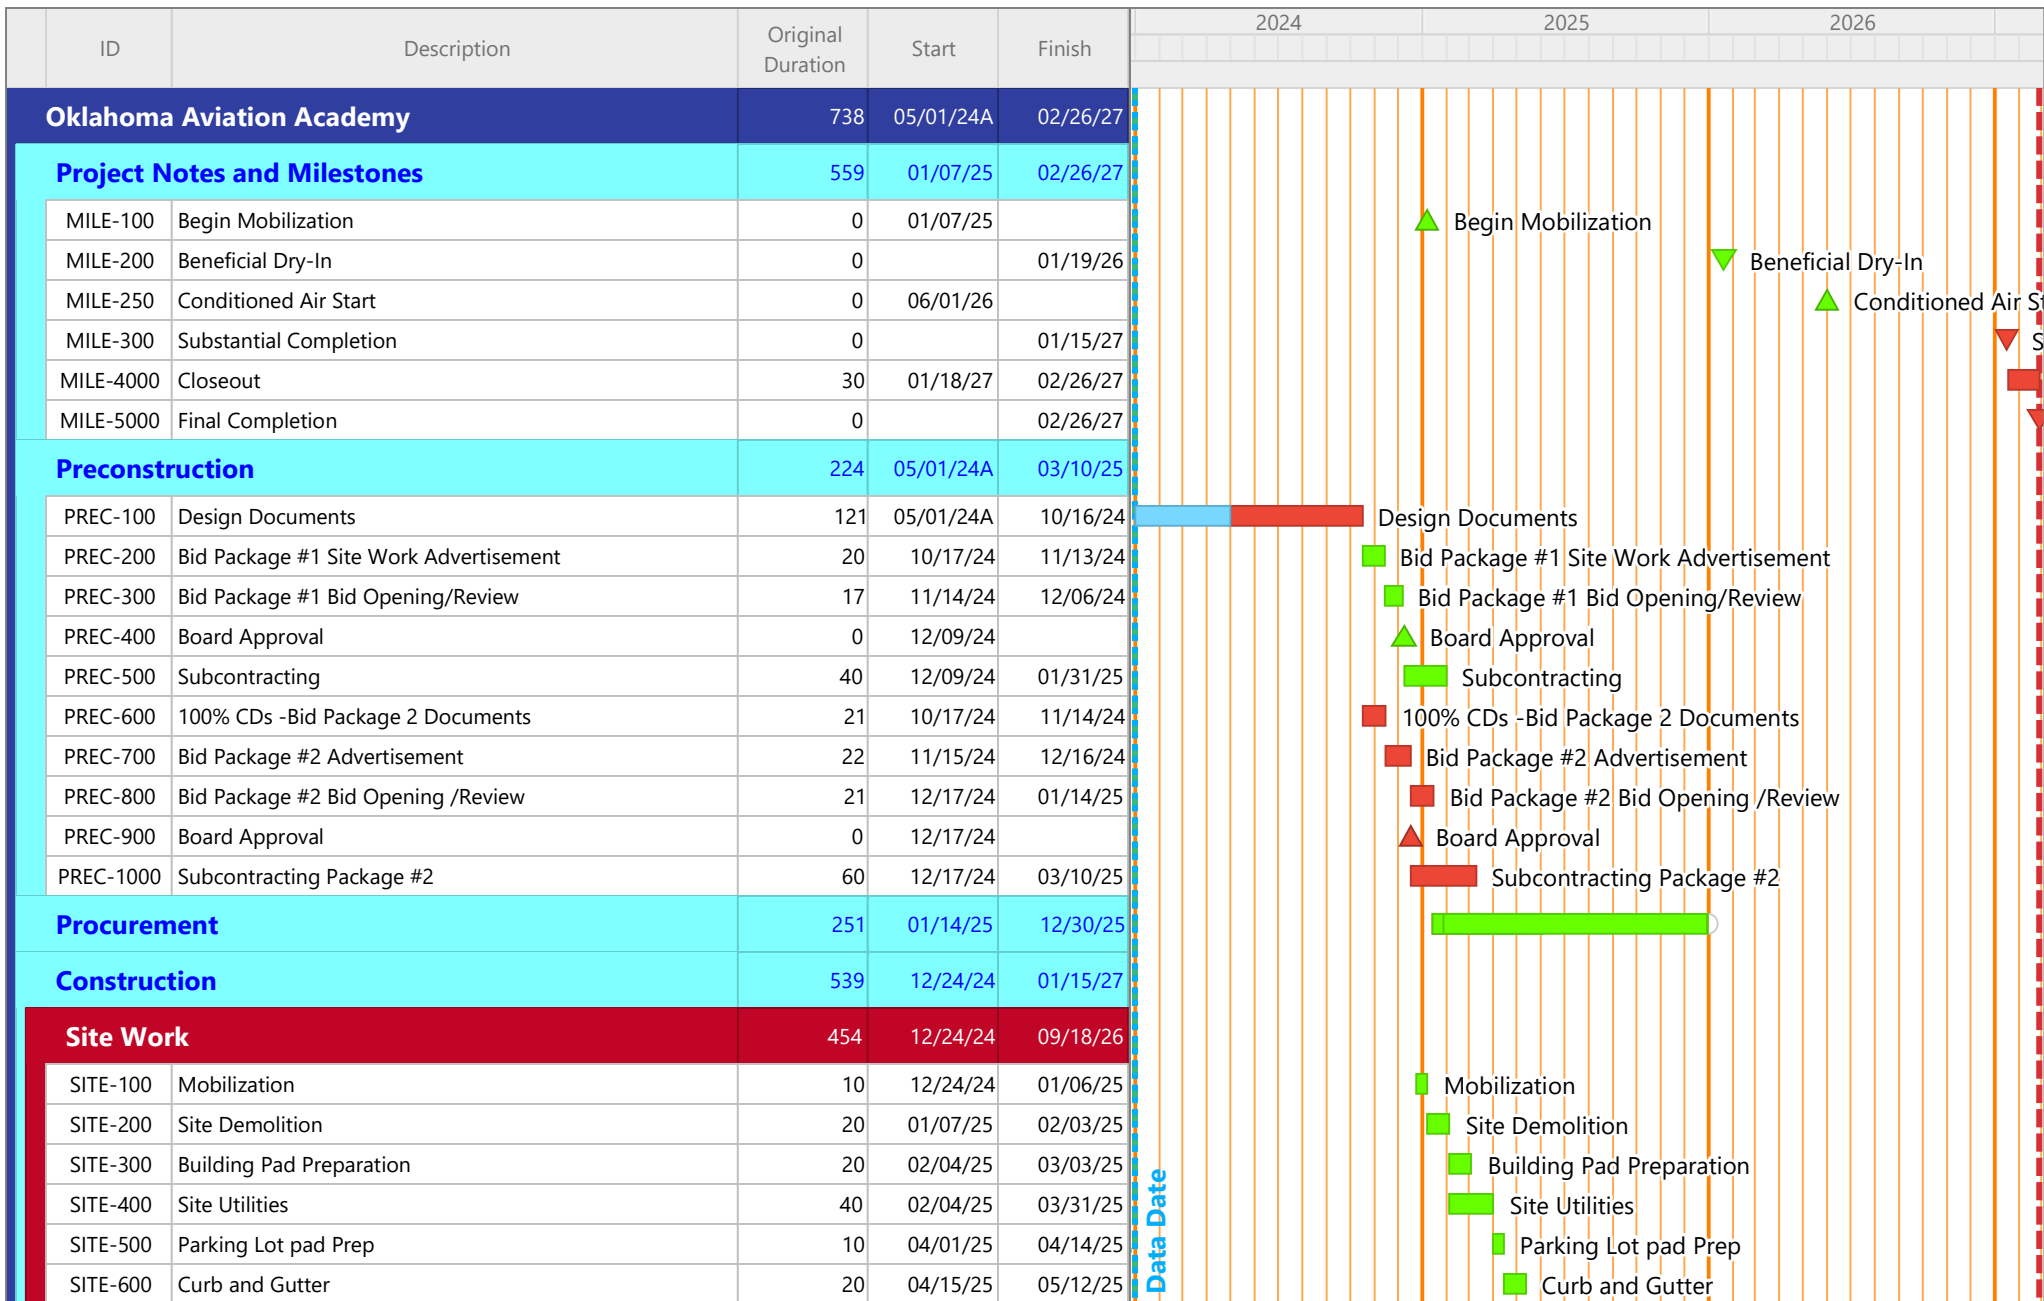 2024 2025 2026
ID Description Original Duration Start Finish
Oklahoma Aviation Academy 738 05/01/24A 02/26/27
Project Notes and Milestones 559 01/07/25 02/26/27
MILE-100 Begin Mobilization 0 01/07/25 Begin Mobilization
MILE-200 Beneficial Dry-In 0 01/19/26 Beneficial Dry-In
MILE-250 Conditioned Air Start 0 06/01/26 Conditioned Air St
MILE-300 Substantial Completion 0 01/15/27 S
MILE-4000 Closeout 30 01/18/27 02/26/27
MILE-5000 Final Completion 0 02/26/27
Preconstruction 224 05/01/24A 03/10/25
PREC-100 Design Documents 121 05/01/24A 10/16/24 Design Documents
PREC-200 Bid Package #1 Site Work Advertisement 20 10/17/24 11/13/24 Bid Package #1 Site Work Advertisement
PREC-300 Bid Package #1 Bid Opening/Review 17 11/14/24 12/06/24 Bid Package #1 Bid Opening/Review
PREC-400 Board Approval 0 12/09/24 Board Approval
PREC-500 Subcontracting 40 12/09/24 01/31/25 Subcontracting
PREC-600 100% CDs -Bid Package 2 Documents 21 10/17/24 11/14/24 100% CDs -Bid Package 2 Documents
PREC-700 Bid Package #2 Advertisement 22 11/15/24 12/16/24 Bid Package #2 Advertisement
PREC-800 Bid Package #2 Bid Opening /Review 21 12/17/24 01/14/25 Bid Package #2 Bid Opening /Review
PREC-900 Board Approval 0 12/17/24 Board Approval
PREC-1000 Subcontracting Package #2 60 12/17/24 03/10/25 Subcontracting Package #2
Procurement 251 01/14/25 12/30/25
Construction 539 12/24/24 01/15/27
Site Work 454 12/24/24 09/18/26
SITE-100 Mobilization 10 12/24/24 01/06/25 Mobilization
SITE-200 Site Demolition 20 01/07/25 02/03/25 Site Demolition
SITE-300 Building Pad Preparation 20 02/04/25 03/03/25 Building Pad Preparation
SITE-400 Site Utilities 40 02/04/25 03/31/25 Site Utilities
SITE-500 Parking Lot pad Prep 10 04/01/25 04/14/25 Parking Lot pad Prep
SITE-600 Curb and Gutter 20 04/15/25 05/12/25 Curb and Gutter
Data Date